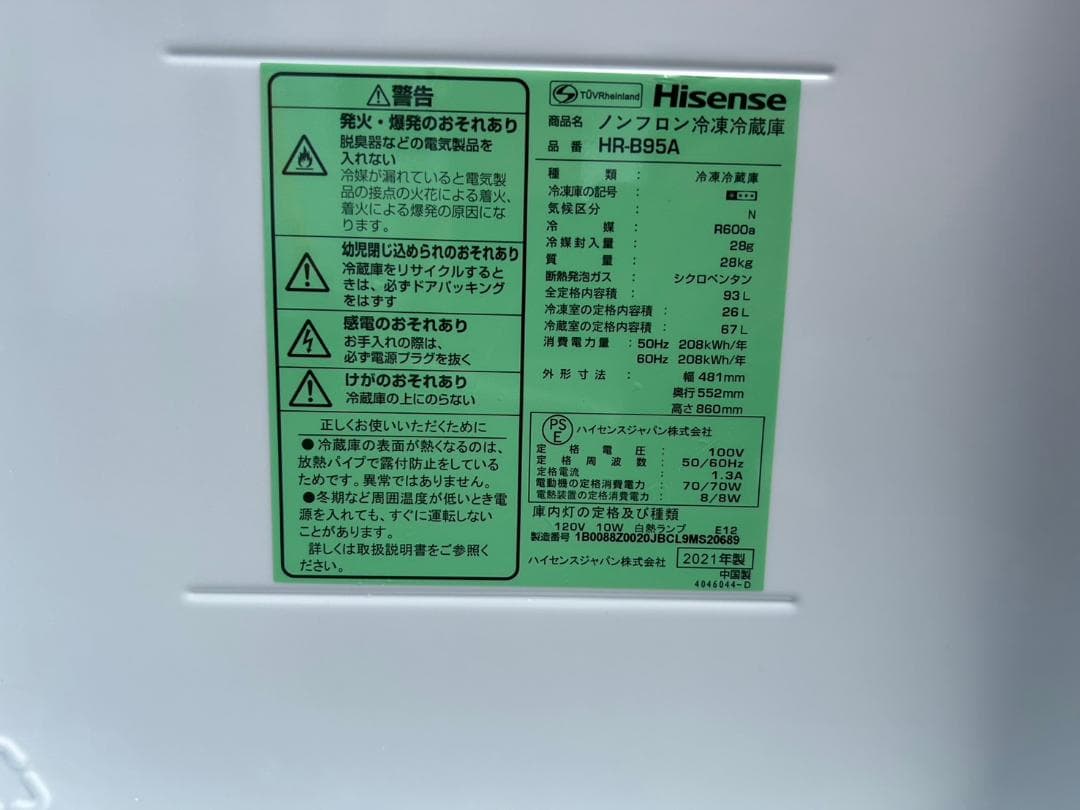 ⚠警告
発火・爆発のおそれあり
脱臭器などの電気製品を
入れない
冷媒が漏れていると電気製
品の接点の火花による着火、
着火による爆発の原因にな
ります。
幼児閉じ込められのおそれあり
冷蔵庫をリサイクルすると
きは、必ずドアパッキング
をはずす
感電のおそれあり
お手入れの際は、
必ず電源プラグを抜く
けがのおそれあり
冷蔵庫の上にのらない
正しくお使いいただくために
●冷蔵庫の表面が熱くなるのは、
放熱パイプで露付防止をしている
ためです。異常ではありません。
●冬期など周囲温度が低いとき電
源を入れても、すぐに運転しない
ことがあります。
詳しくは取扱説明書をご参照く
ださい。
TÜVRheinland Hisense
商品名 ノンフロン冷凍冷蔵庫
品番 HR-B95A
種類 : 冷凍冷蔵庫
冷凍庫の記号 :
気候区分 : N
冷媒 : R600a
冷媒封入量 : 28g
質量 : 28kg
断熱発泡ガス : シクロペンタン
全定格内容積 : 93L
冷凍室の定格内容積 : 26L
冷蔵室の定格内容積 : 67L
消費電力量 : 50Hz 208kWh/年
60Hz 208kWh/年
外形寸法 : 幅 481mm
奥行 552mm
高さ 860mm
PSE ハイセンスジャパン株式会社
定格電圧 : 100V
定格周波数 : 50/60Hz
定格電流 : 1.3A
電動機の定格消費電力 : 70/70W
電熱装置の定格消費電力 : 8/8W
庫内灯の定格及び種類
120V 10W 白熱ランプ E12
製造番号 1B0088Z0020JBCL9MS20689
ハイセンスジャパン株式会社 2021年製
中国製
4046044-D